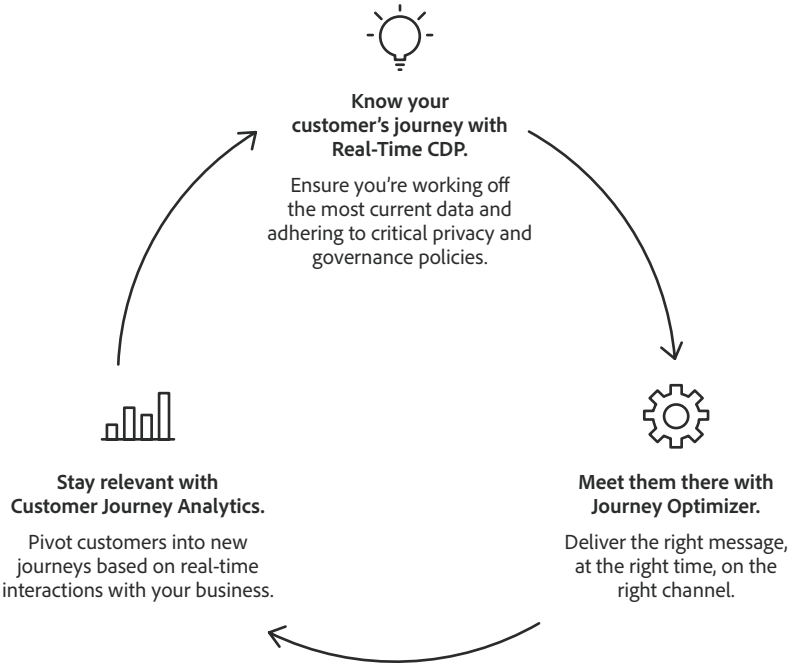 Know your
customer’s journey with
Real-Time CDP.
Ensure you’re working off
the most current data and
adhering to critical privacy and
governance policies.
Meet them there with
Journey Optimizer.
Deliver the right message,
at the right time, on the
right channel.
Stay relevant with
Customer Journey Analytics.
Pivot customers into new
journeys based on real-time
interactions with your business.